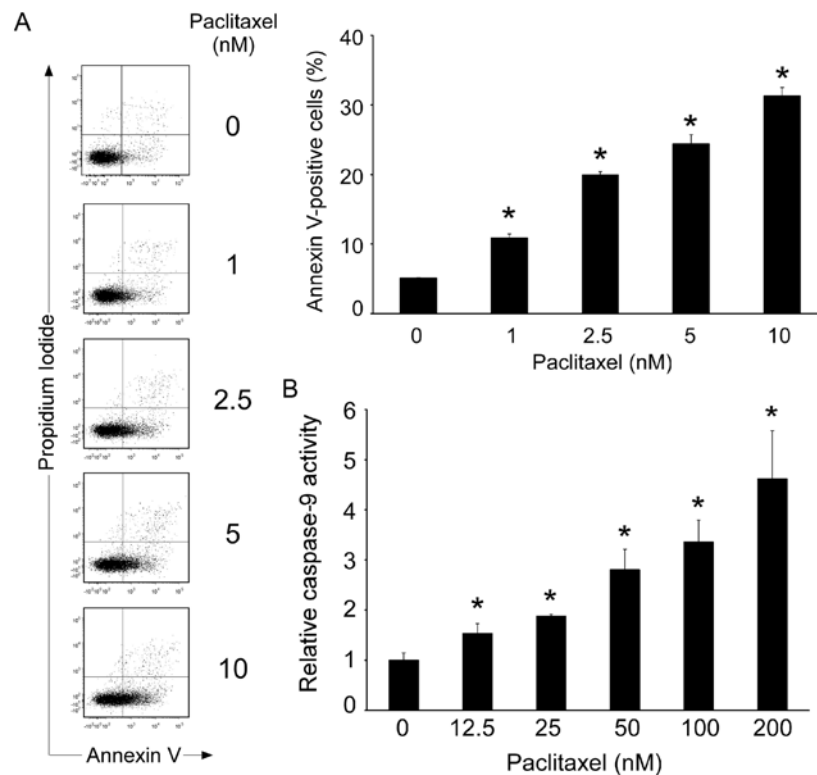 A
Paclitaxel
(nM)
0
1
2.5
5
10
Propidium Iodide
Annexin V
Annexin V-positive cells (%)
40
30
20
10
0
*
*
*
*
0 1 2.5 5 10
Paclitaxel (nM)
B
Relative caspase-9 activity
6
5
4
3
2
1
0
*
*
*
*
*
0 12.5 25 50 100 200
Paclitaxel (nM)